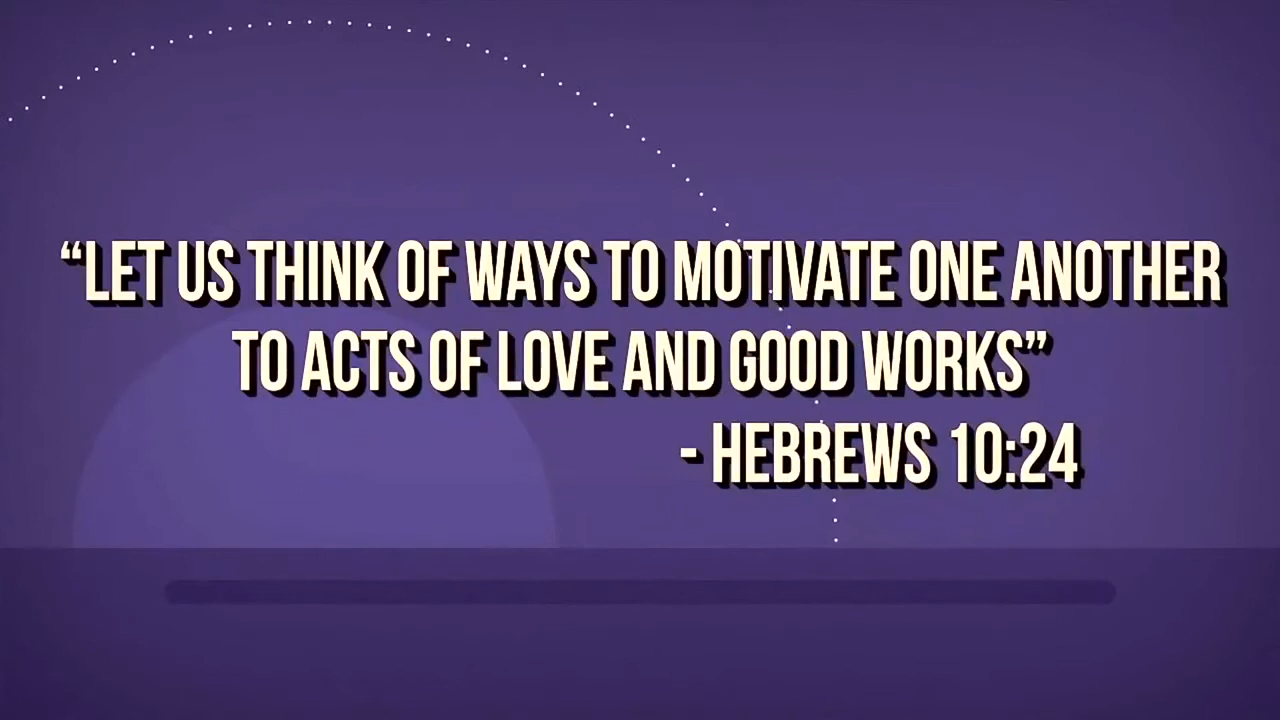 “LET US THINK OF WAYS TO MOTIVATE ONE ANOTHER
TO ACTS OF LOVE AND GOOD WORKS”
- HEBREWS 10:24